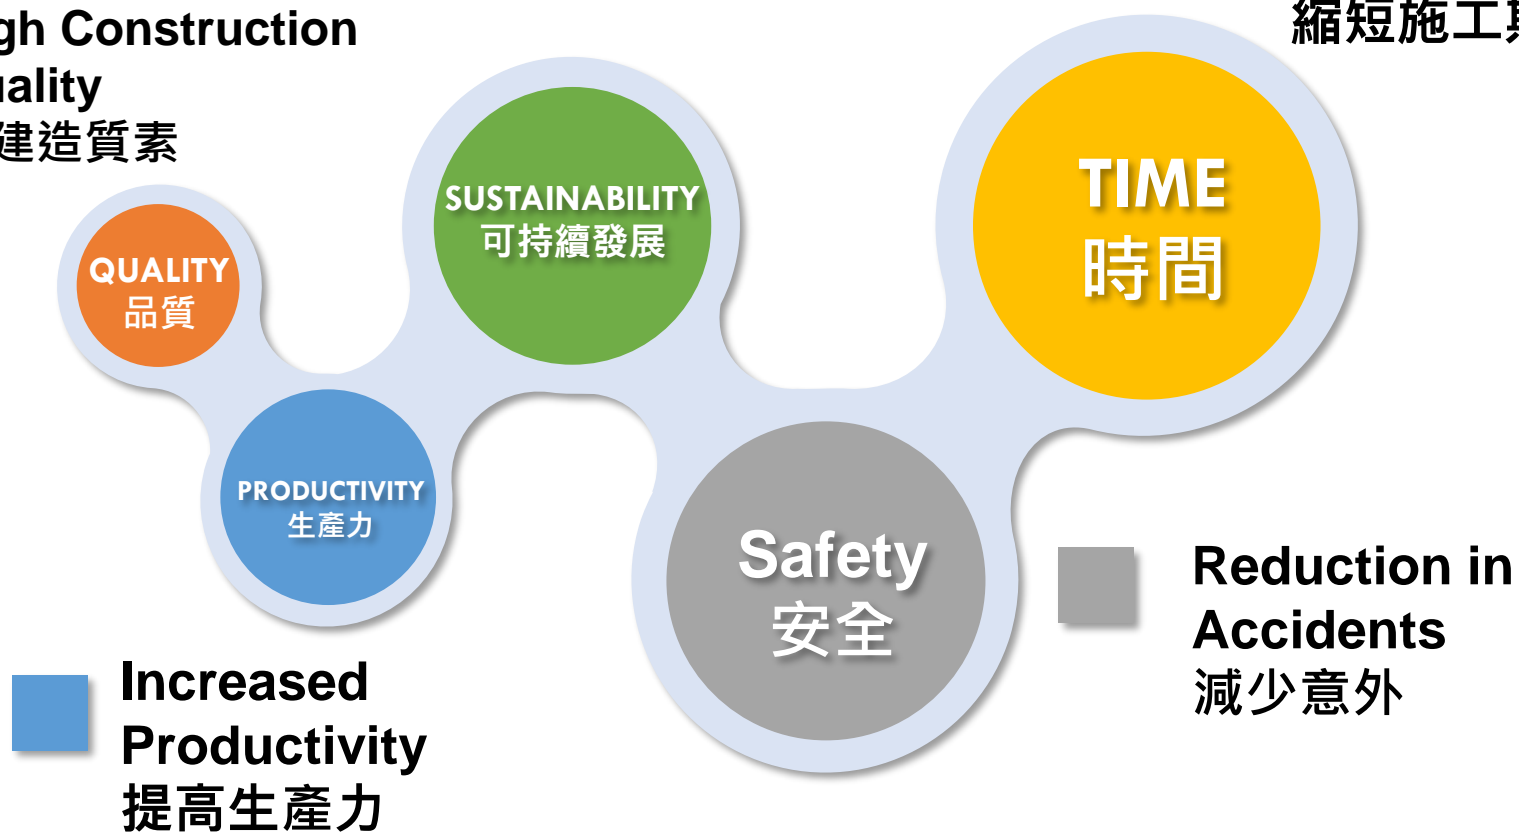 gh Construction
uality
建造質素
縮短施工
QUALITY
品質
SUSTAINABILITY
可持續發展
TIME
時間
PRODUCTIVITY
生產力
Safety
安全
Reduction in
Accidents
減少意外
Increased
Productivity
提高生產力